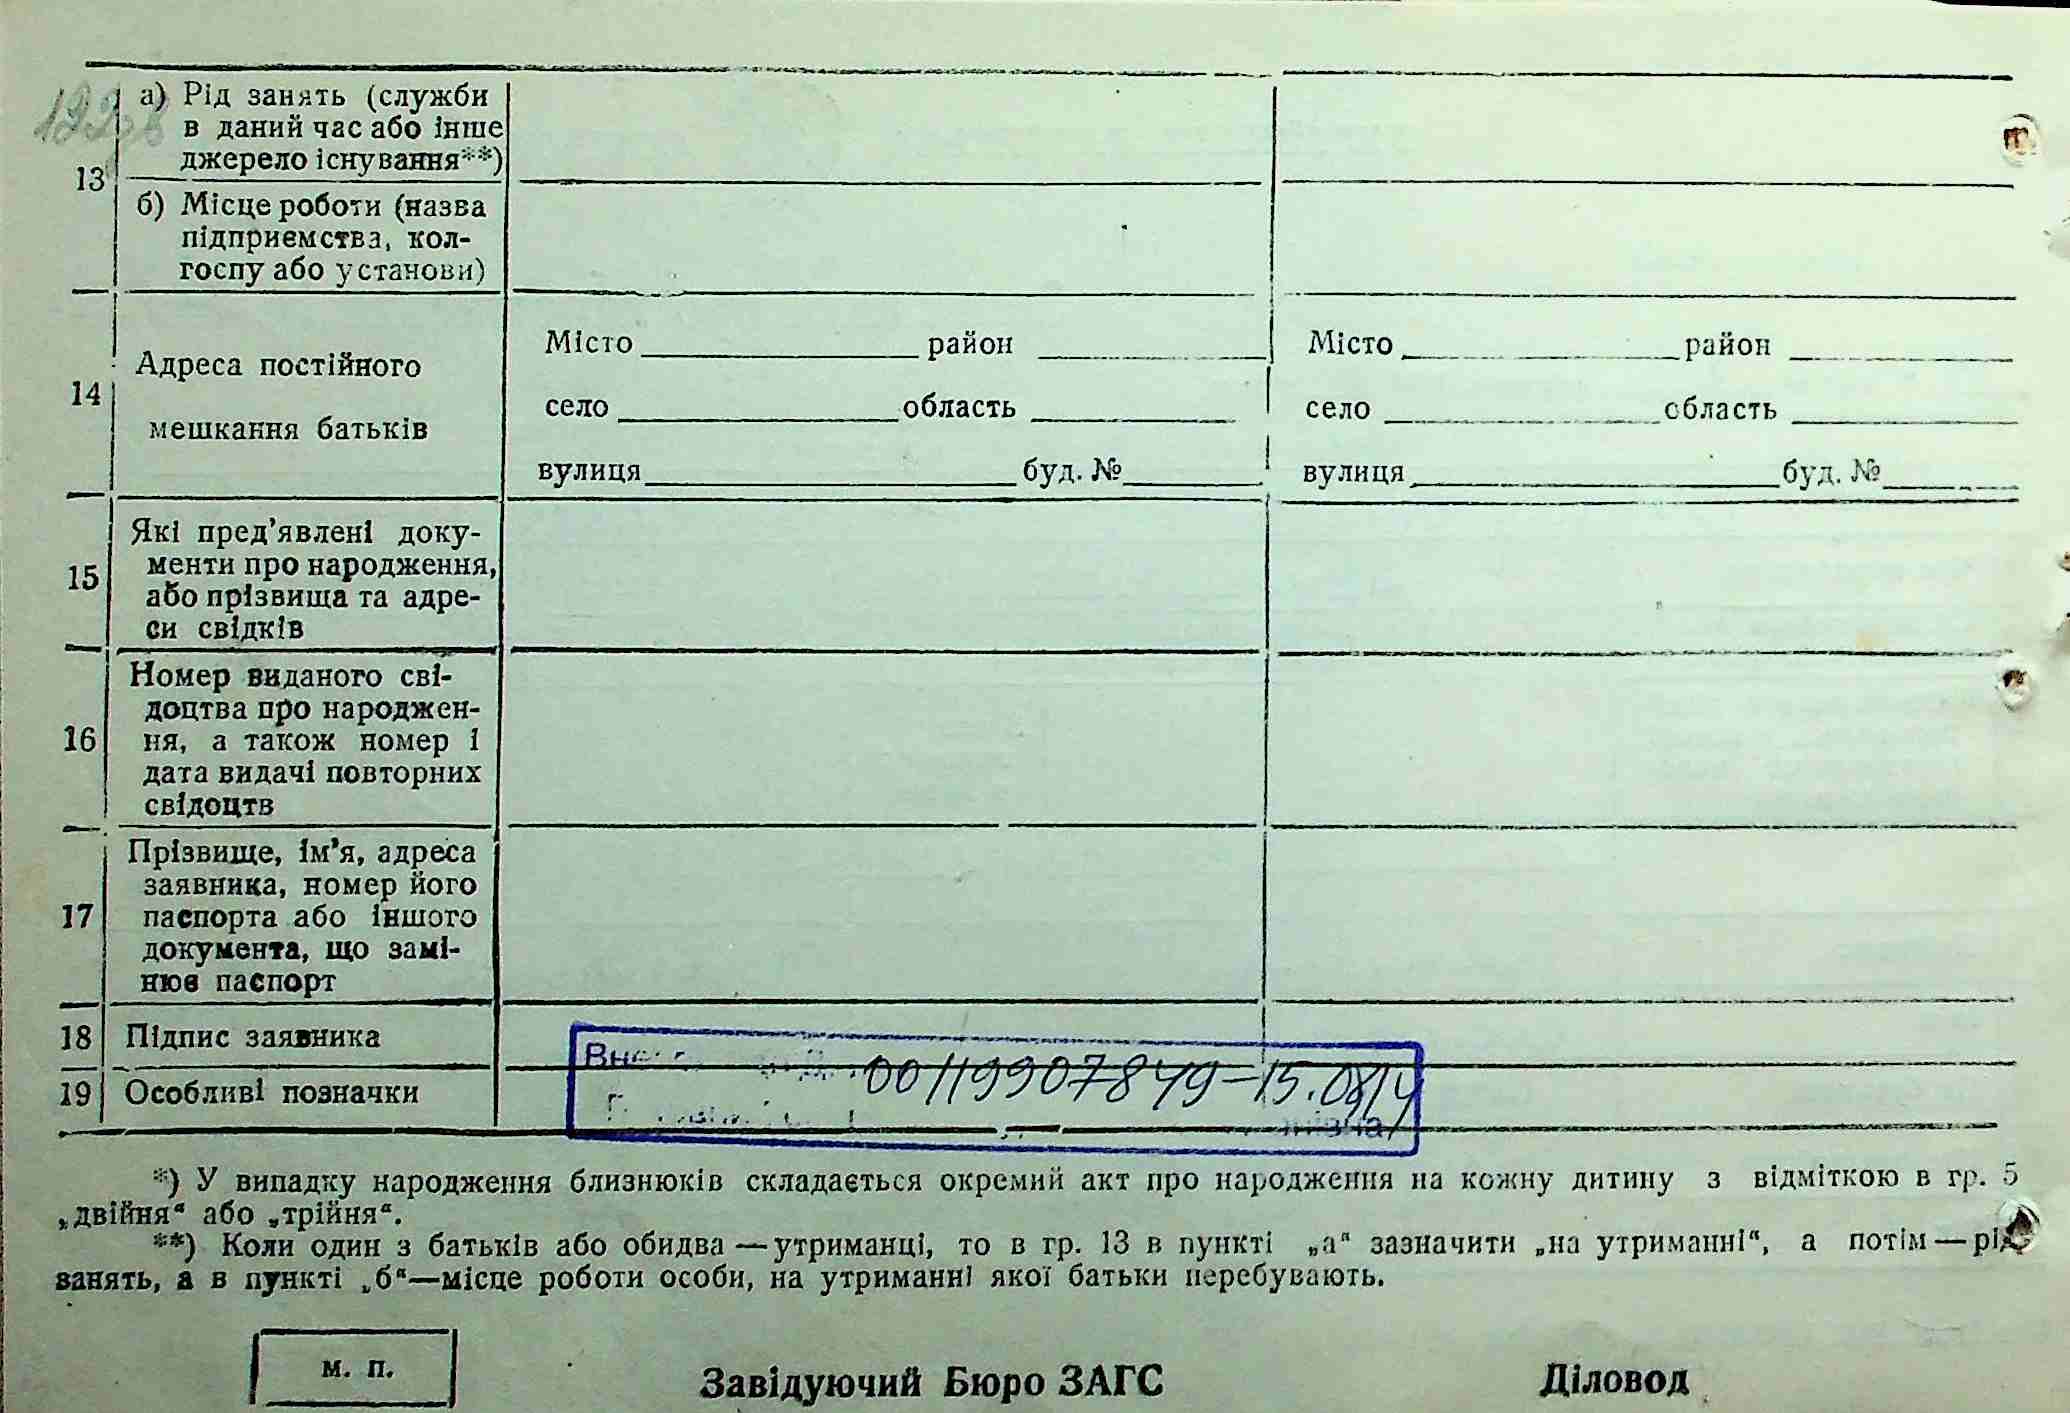 13
а) Рід занять (служби
в даний час або інше
джерело існування**)
б) Місце роботи (назва
підприємства, кол-
госпу або установи)
14
Адреса постійного
мешкання батьків
Місто район
село область
вулиця буд. №
Місто район
село область
вулиця буд. №
15
Які пред’явлені доку-
менти про народження,
або прізвища та адре-
си свідків
16
Номер виданого сві-
доцтва про народжен-
ня, а також номер і
дата видачі повторних
свідоцтв
17
Прізвище, ім’я, адреса
заявника, номер його
паспорта або іншого
документа, що замі-
нює паспорт
18 Підпис заявника
19 Особливі позначки
00119907849-15.08.14
*) У випадку народження близнюків складається окремий акт про народження на кожну дитину з відміткою в гр. 5
„двійня“ або „трійня“.
**) Коли один з батьків або обидва — утриманці, то в гр. 13 в пункті „а“ зазначити „на утриманні“, а потім — рід
занять, а в пункті „б“—місце роботи особи, на утриманні якої батьки перебувають.
м. п.
Завідуючий Бюро ЗАГС
Діловод